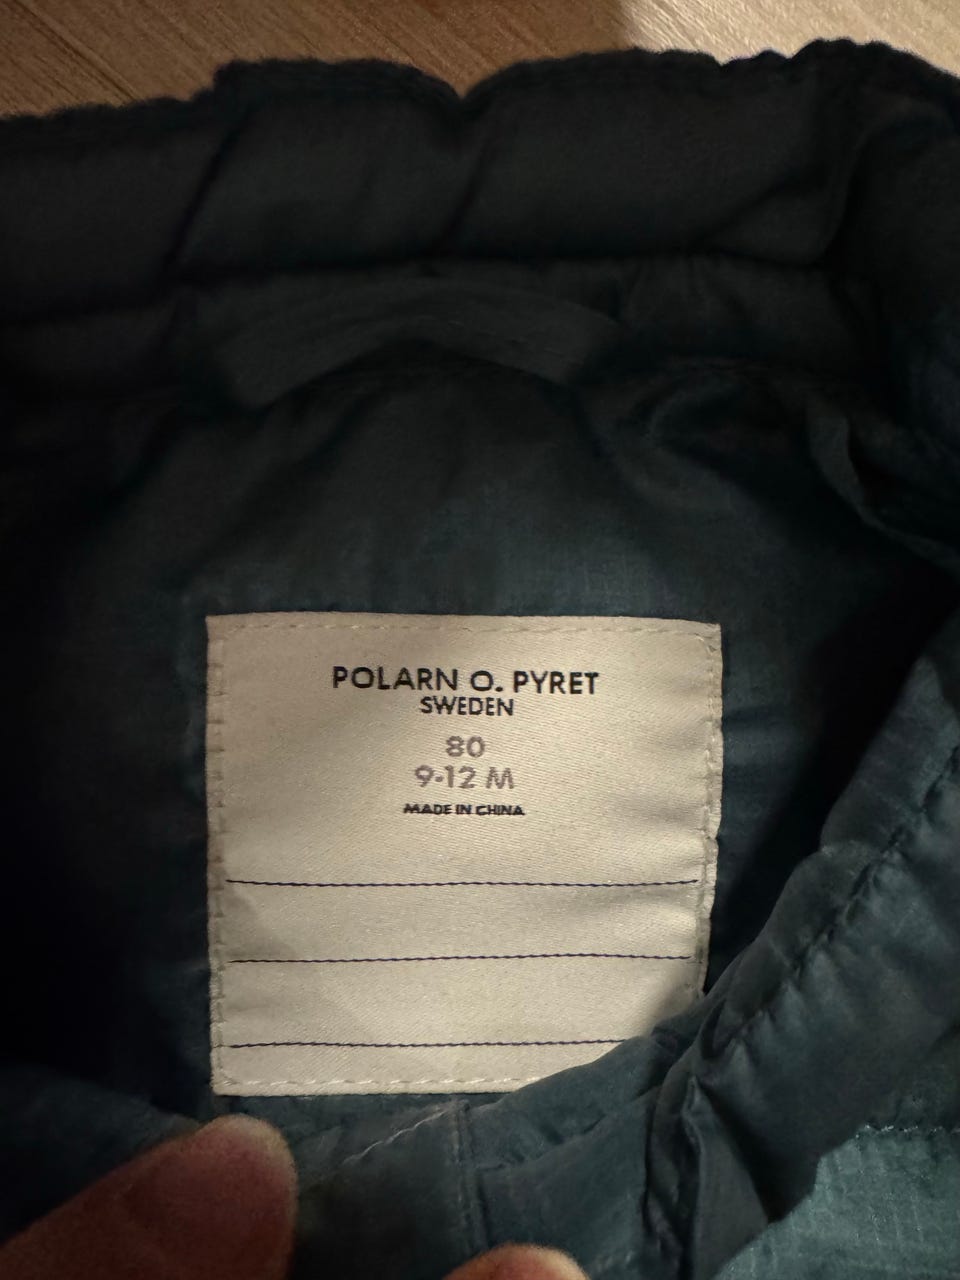 POLARN O. PYRET
SWEDEN
80
9-12 M
MADE IN CHINA